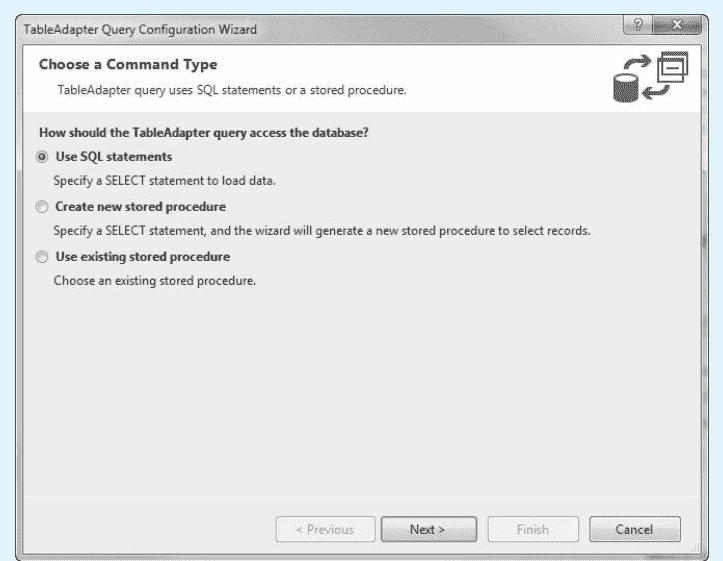 TableAdapter Query Configuration Wizard
?
X
Choose a Command Type
TableAdapter query uses SQL statements or a stored procedure.
How should the TableAdapter query access the database?
Use SQL statements
Specify a SELECT statement to load data.
Create new stored procedure
Specify a SELECT statement, and the wizard will generate a new stored procedure to select records.
Use existing stored procedure
Choose an existing stored procedure.
< Previous
Next >
Finish
Cancel